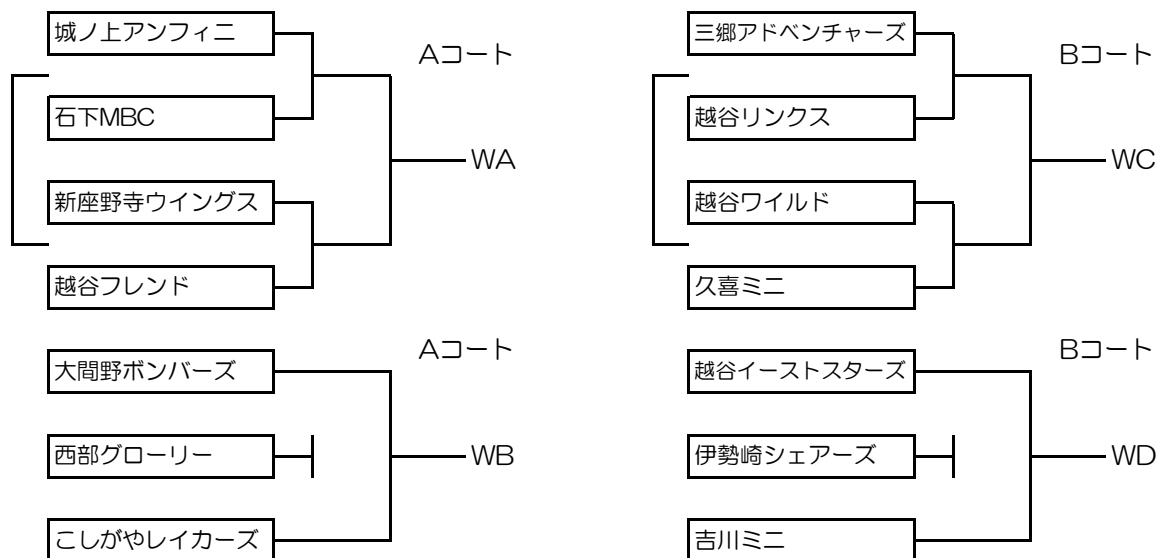 城ノ上アンフィニ
Aコート
石下MBC
WA
新座野寺ウイングス
越谷フレンド
三郷アドベンチャーズ
Bコート
越谷リンクス
WC
越谷ワイルド
久喜ミニ
大間野ボンバーズ
Aコート
西部グローリー
WB
こしがやレイカーズ
越谷イーストスターズ
Bコート
伊勢崎シェアーズ
WD
吉川ミニ